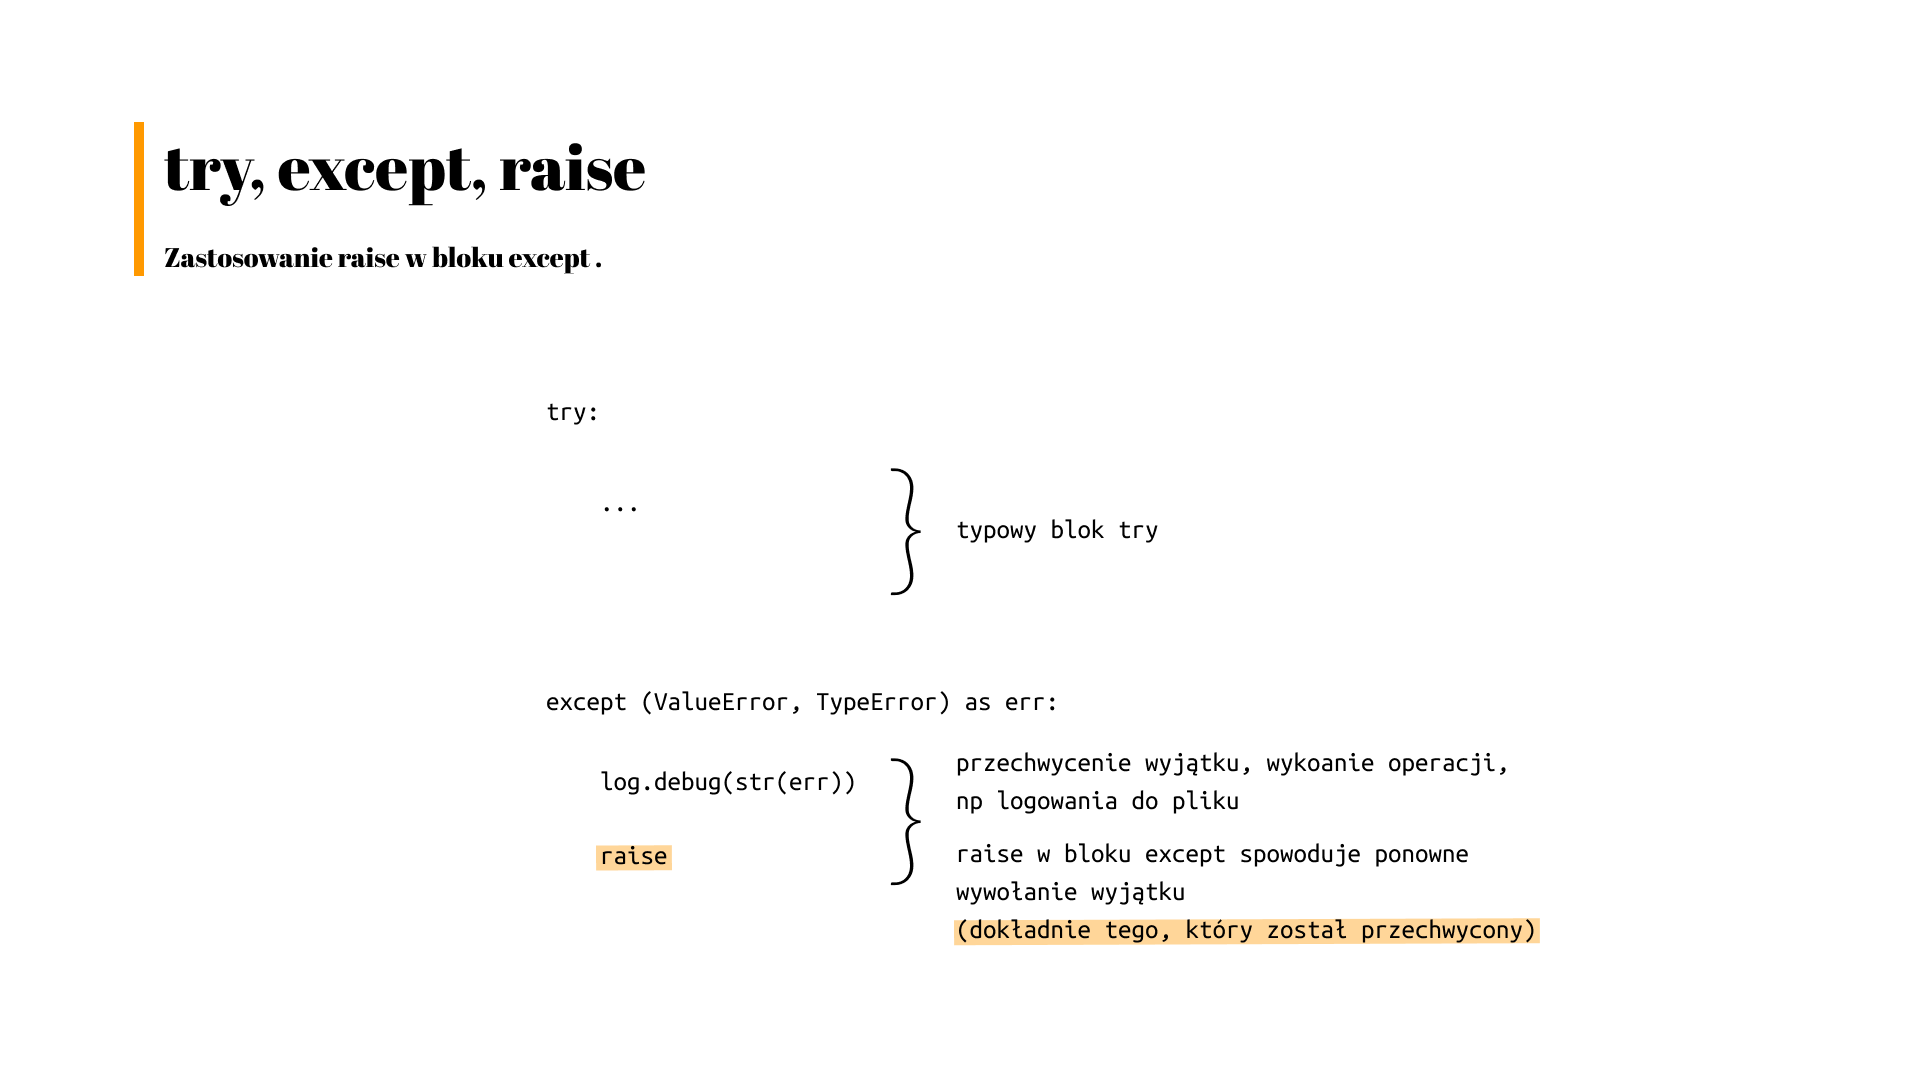 try, except, raise
Zastosowanie raise w bloku except .
try:
...
typowy blok try
except (ValueError, TypeError) as err:
log.debug(str(err))
przechwycenie wyjątku, wykoanie operacji,
np logowania do pliku
raise
raise w bloku except spowoduje ponowne
wywołanie wyjątku
(dokładnie tego, który został przechwycony)